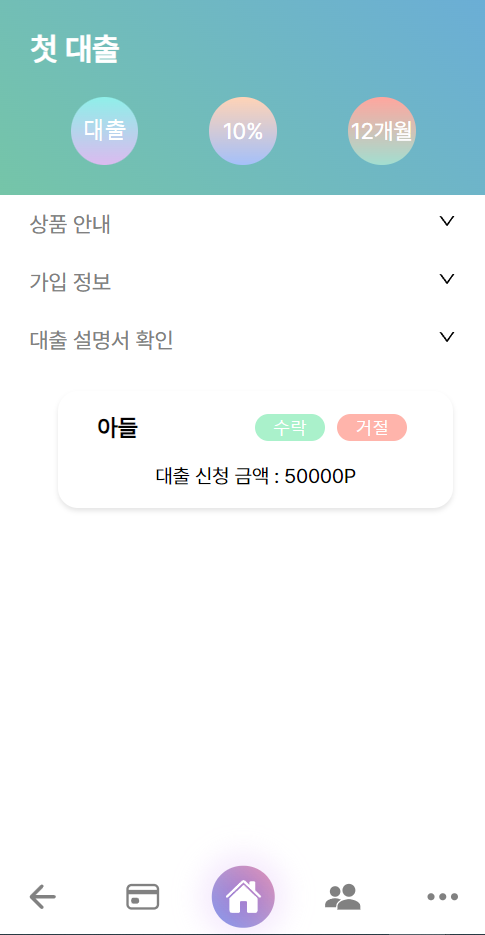 첫 대출
대출 10% 12개월
상품 안내
가입 정보
대출 설명서 확인
아들 수락 거절
대출 신청 금액 : 50000P